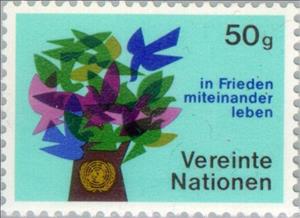 50g
in Frieden
miteinander
leben
Vereinte
Nationen